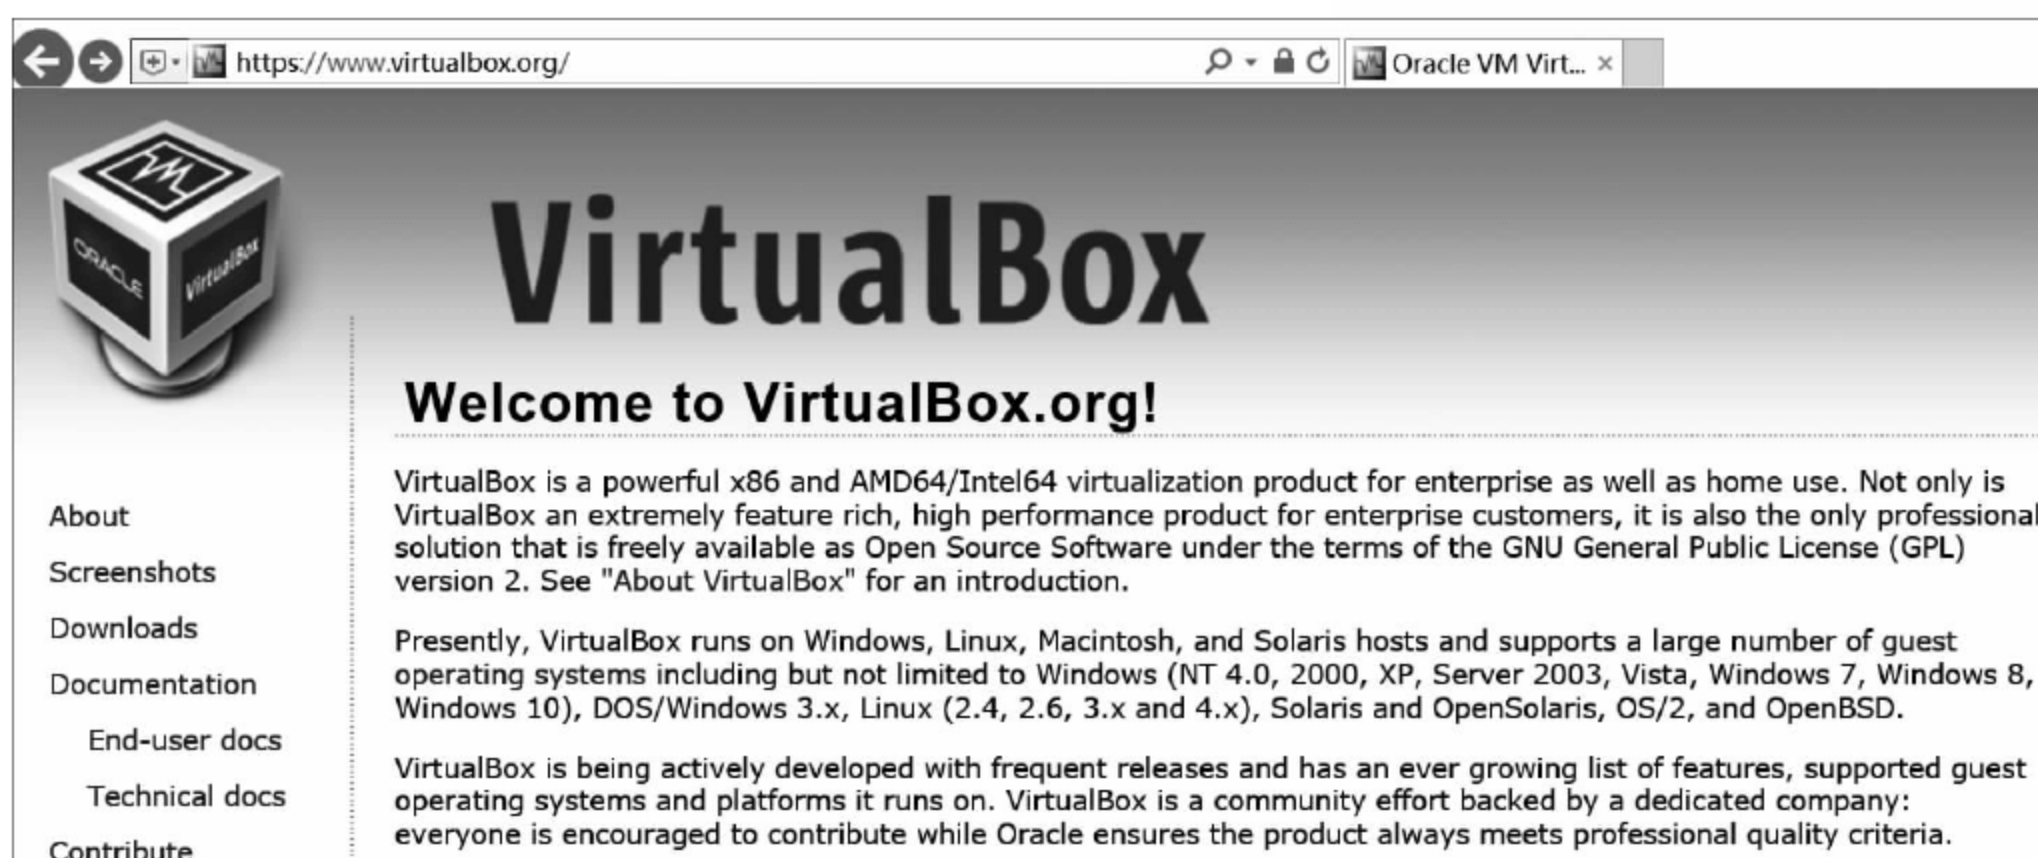 https://www.virtualbox.org/
Oracle VM Virt...
ORACLE
VirtualBox
VirtualBox
Welcome to VirtualBox.org!
About
Screenshots
Downloads
Documentation
End-user docs
Technical docs
Contribute
VirtualBox is a powerful x86 and AMD64/Intel64 virtualization product for enterprise as well as home use. Not only is
VirtualBox an extremely feature rich, high performance product for enterprise customers, it is also the only professional
solution that is freely available as Open Source Software under the terms of the GNU General Public License (GPL)
version 2. See "About VirtualBox" for an introduction.
Presently, VirtualBox runs on Windows, Linux, Macintosh, and Solaris hosts and supports a large number of guest
operating systems including but not limited to Windows (NT 4.0, 2000, XP, Server 2003, Vista, Windows 7, Windows 8,
Windows 10), DOS/Windows 3.x, Linux (2.4, 2.6, 3.x and 4.x), Solaris and OpenSolaris, OS/2, and OpenBSD.
VirtualBox is being actively developed with frequent releases and has an ever growing list of features, supported guest
operating systems and platforms it runs on. VirtualBox is a community effort backed by a dedicated company:
everyone is encouraged to contribute while Oracle ensures the product always meets professional quality criteria.